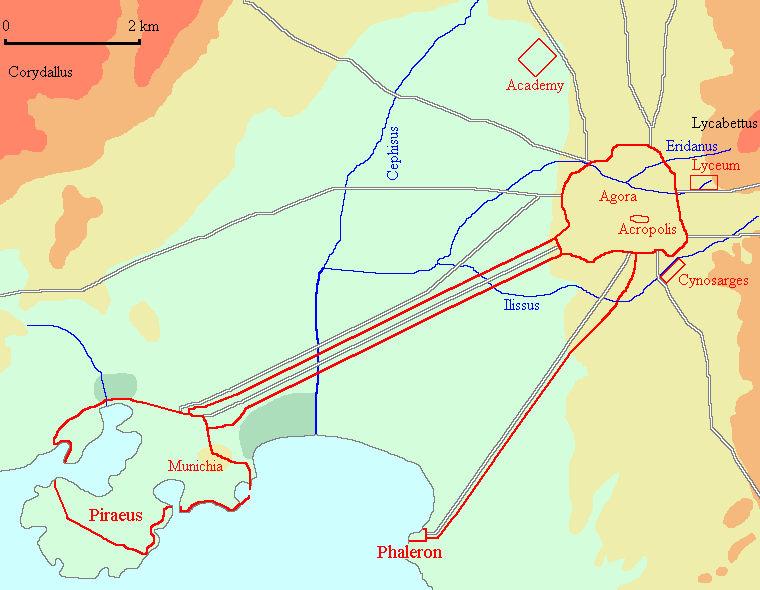 0 2 km
Corydallus
Academy
Cephisus
Lycabettus
Eridanus
Lyceum
Agora
Acropolis
Cynosarges
Ilissus
Munichia
Piraeus
Phaleron